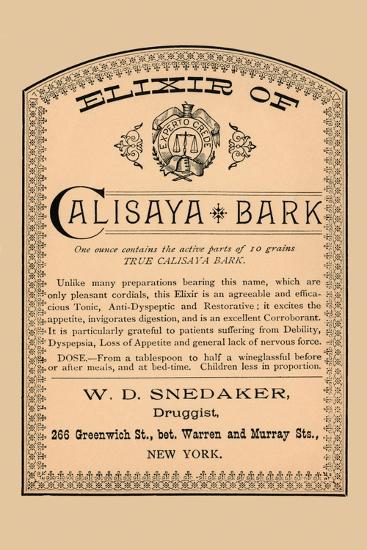 ELIXIR OF
EXPERTO CREDE
CALISAYA BARK
One ounce contains the active parts of 10 grains
TRUE CALISAYA BARK.
Unlike many preparations bearing this name, which are
only pleasant cordials, this Elixir is an agreeable and effica-
cious Tonic, Anti-Dyspeptic and Restorative; it excites the
appetite, invigorates digestion, and is an excellent Corroborant.
It is particularly grateful to patients suffering from Debility,
Dyspepsia, Loss of Appetite and general lack of nervous force.
DOSE.—From a tablespoon to half a wineglassful before
or after meals, and at bed-time. Children less in proportion.
W. D. SNEDAKER,
Druggist,
266 Greenwich St., bet. Warren and Murray Sts.,
NEW YORK.